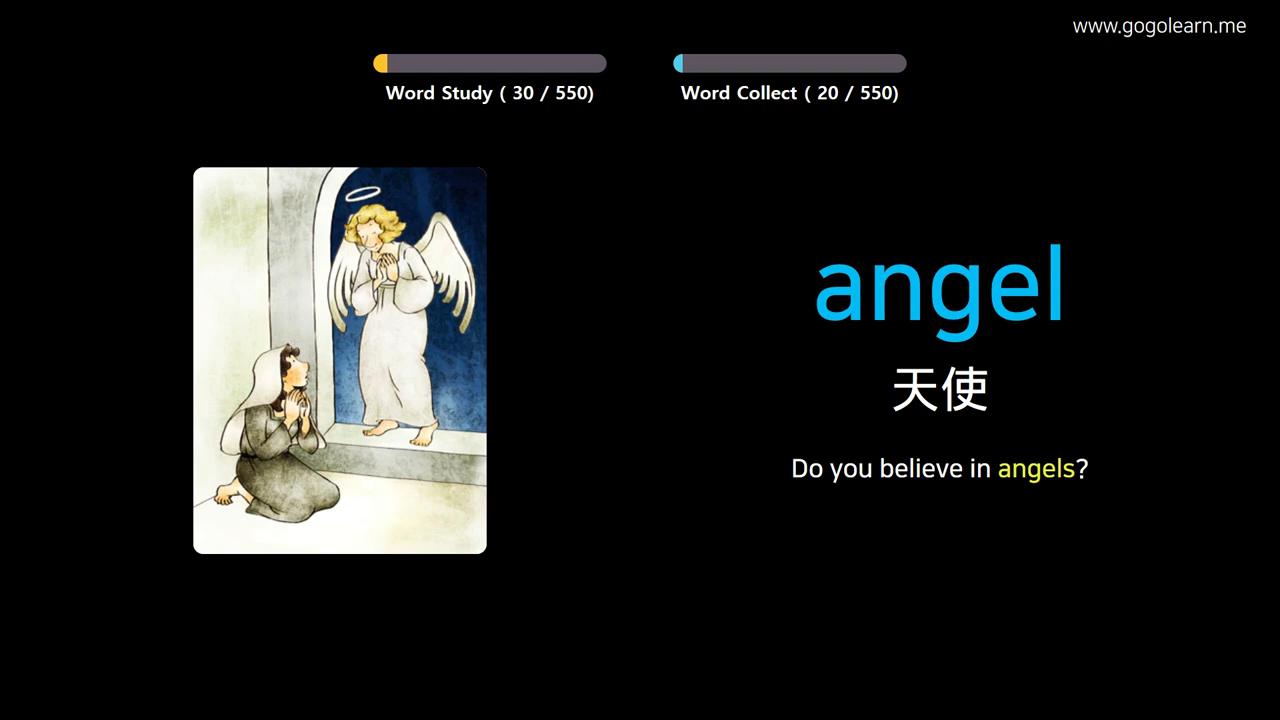 www.gogolearn.me
Word Study ( 30 / 550)
Word Collect ( 20 / 550)
angel
天使
Do you believe in angels?